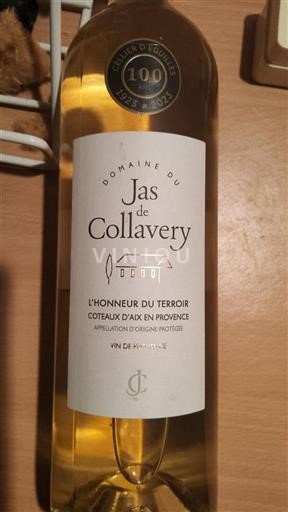 CELLIER D'EGUILLES
100
ANS
1923 2023
DOMAINE DU
Jas
de
Collavery
VINIOU
L'HONNEUR DU TERROIR
COTEAUX D'AIX EN PROVENCE
APPELLATION D'ORIGINE PROTÉGÉE
VIN DE
JC